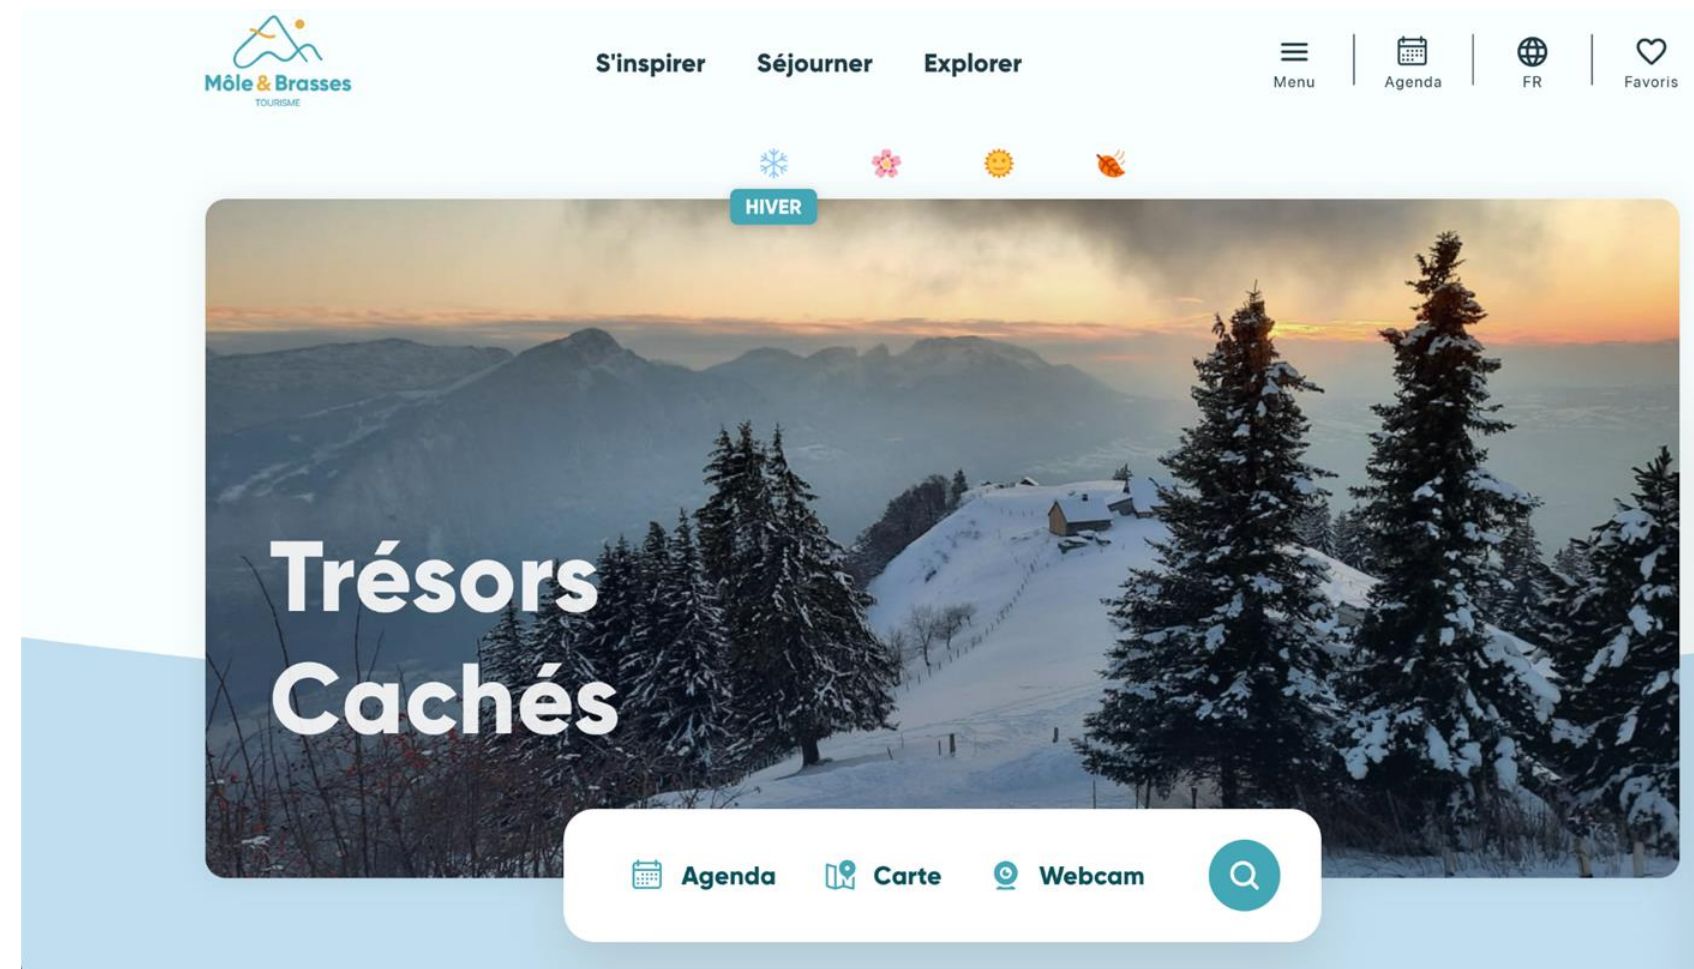 Môle & Brasses
TOURISME
S'inspirer
Séjourner
Explorer
Menu
Agenda
FR
Favoris
HIVER
Trésors
Cachés
Agenda
Carte
Webcam